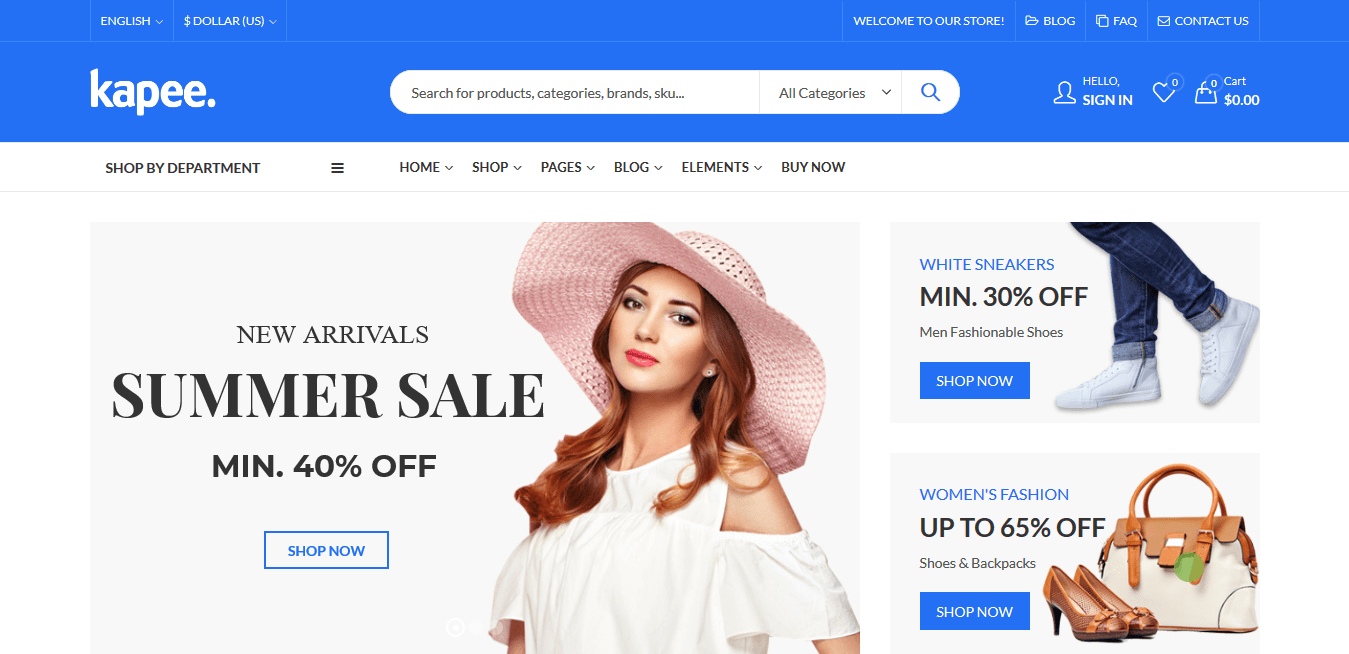 ENGLISH
$ DOLLAR (US)
WELCOME TO OUR STORE!
BLOG
FAQ
CONTACT US
kapee.
Search for products, categories, brands, sku...
All Categories
HELLO,
SIGN IN
0
0
Cart
$0.00
SHOP BY DEPARTMENT
HOME
SHOP
PAGES
BLOG
ELEMENTS
BUY NOW
NEW ARRIVALS
SUMMER SALE
MIN. 40% OFF
SHOP NOW
WHITE SNEAKERS
MIN. 30% OFF
Men Fashionable Shoes
SHOP NOW
WOMEN'S FASHION
UP TO 65% OFF
Shoes & Backpacks
SHOP NOW